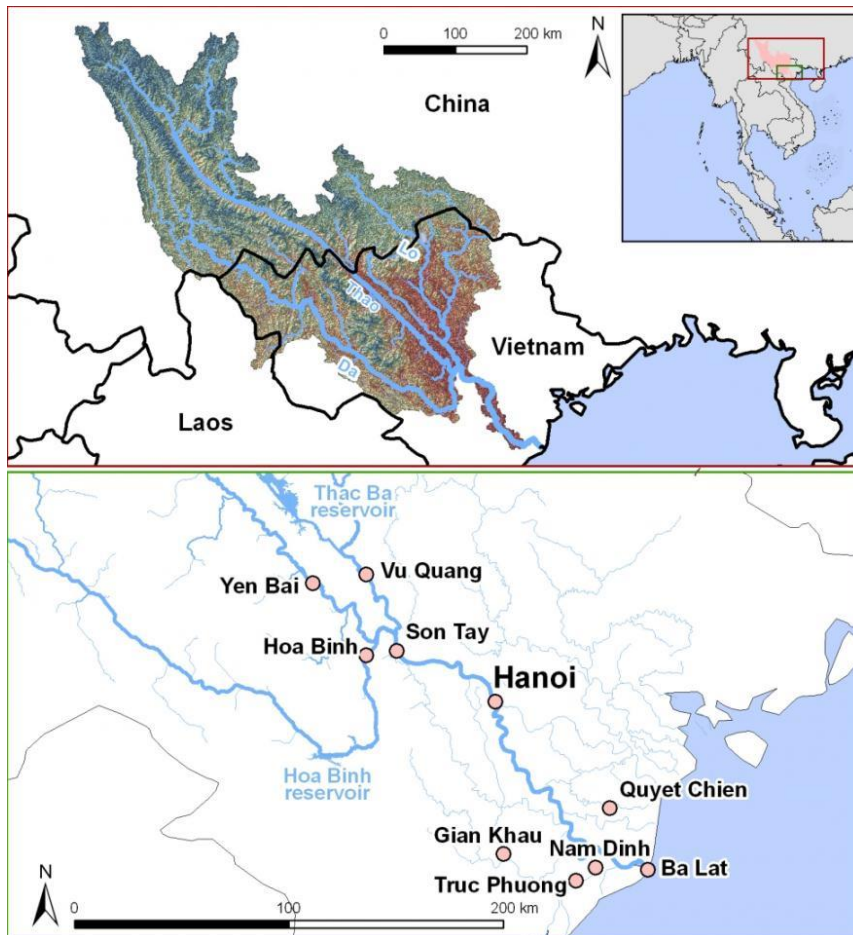 0 100 200 km
N
China
Lo
Thao
Vietnam
Da
Laos
Thac Ba
reservoir
Vu Quang
Yen Bai
Son Tay
Hoa Binh
Hanoi
Hoa Binh
reservoir
Quyet Chien
Gian Khau
Nam Dinh
Ba Lat
Truc Phuong
N
0 100 200 km